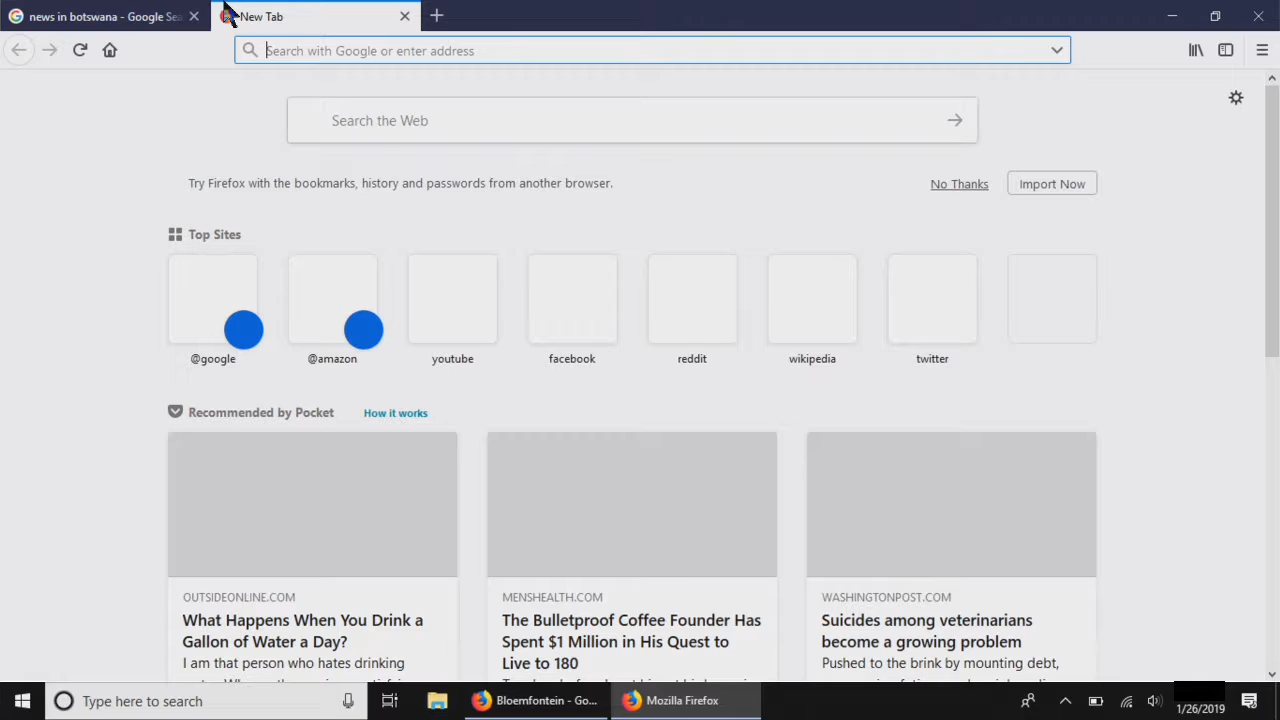 news in botswana - Google Sea
New Tab
Search with Google or enter address
Search the Web
Try Firefox with the bookmarks, history and passwords from another browser.
No Thanks
Import Now
Top Sites
@google
@amazon
youtube
facebook
reddit
wikipedia
twitter
Recommended by Pocket
How it works
OUTSIDEONLINE.COM
What Happens When You Drink a
Gallon of Water a Day?
I am that person who hates drinking
MENSHEALTH.COM
The Bulletproof Coffee Founder Has
Spent $1 Million in His Quest to
Live to 180
WASHINGTONPOST.COM
Suicides among veterinarians
become a growing problem
Pushed to the brink by mounting debt,
Type here to search
Bloemfontein - Go...
Mozilla Firefox
1/26/2019